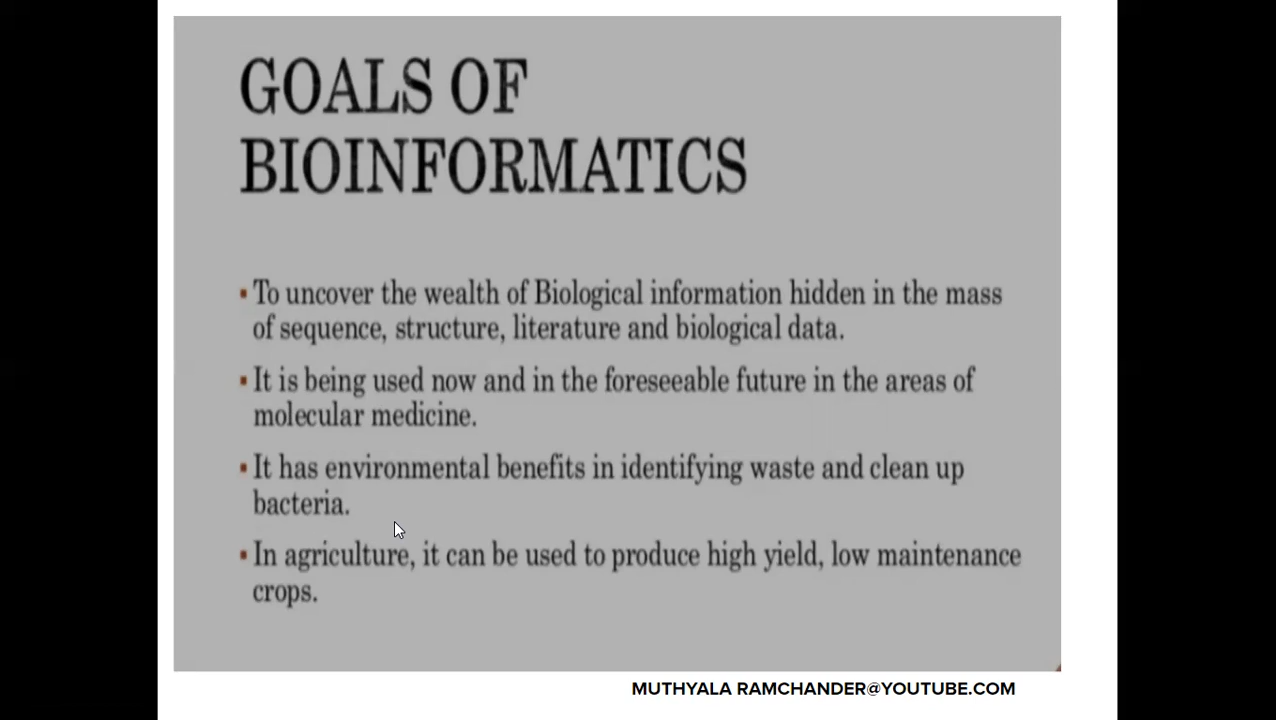 GOALS OF
BIOINFORMATICS
▪ To uncover the wealth of Biological information hidden in the mass
of sequence, structure, literature and biological data.
▪ It is being used now and in the foreseeable future in the areas of
molecular medicine.
▪ It has environmental benefits in identifying waste and clean up
bacteria.
▪ In agriculture, it can be used to produce high yield, low maintenance
crops.
MUTHYALA RAMCHANDER@YOUTUBE.COM